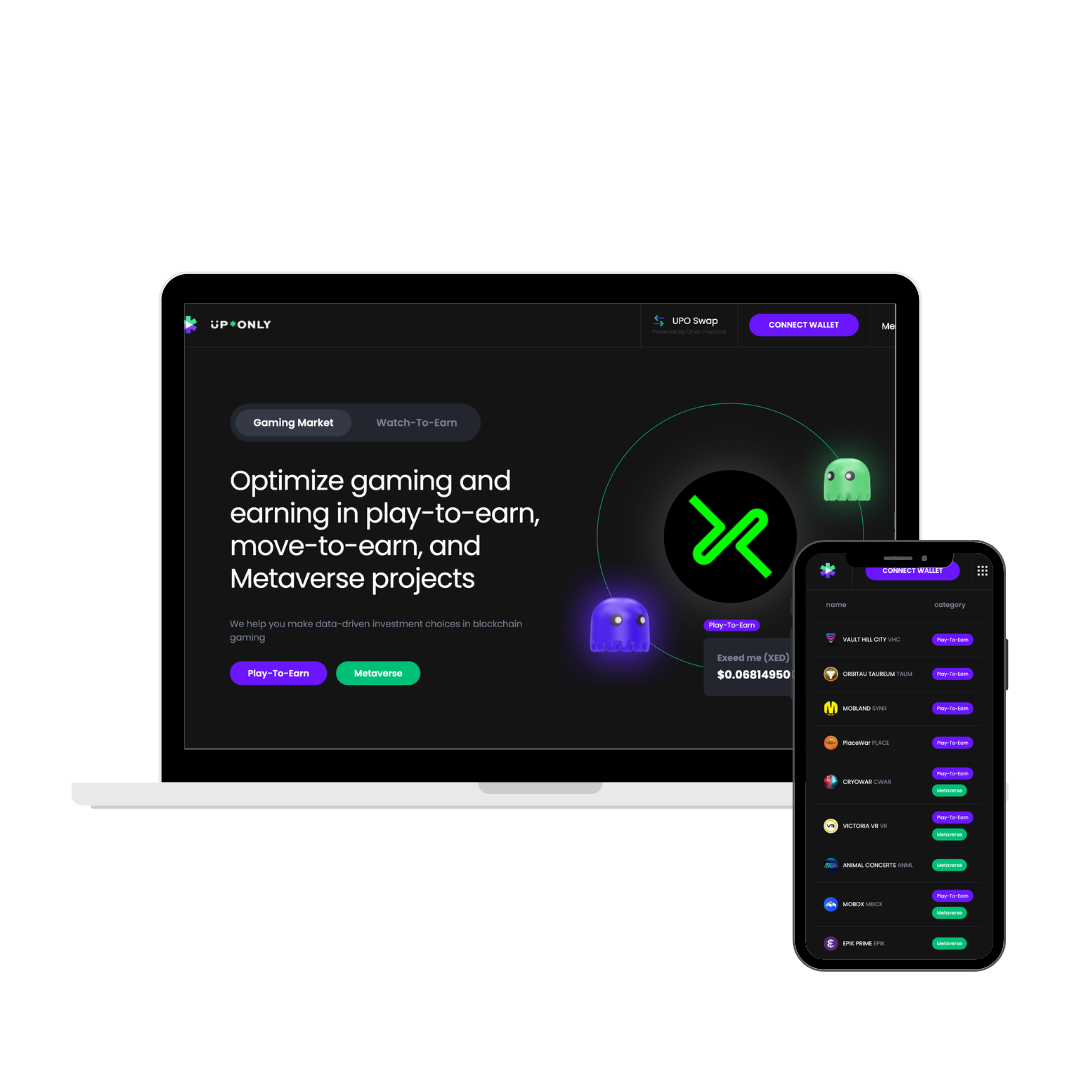 UP*ONLY
UPO Swap
CONNECT WALLET
Me
Gaming Market
Watch-To-Earn
Optimize gaming and
earning in play-to-earn,
move-to-earn, and
Metaverse projects
We help you make data-driven investment choices in blockchain
gaming
Play-To-Earn
Metaverse
Play-To-Earn
Exeed me (XED)
$0.06814950
CONNECT WALLET
name category
VAULT HILL CITY VHC Play-To-Earn
ORBITAU TAUREUM TAUM Play-To-Earn
MOBLAND SYNR Play-To-Earn
PlaceWar PLACE Play-To-Earn
CRYOWAR CWAR Play-To-Earn
Metaverse
VR
VICTORIA VR VR Play-To-Earn
Metaverse
ANIMAL CONCERTS ANML Metaverse
MOBOX MBOX Play-To-Earn
Metaverse
EPIK PRIME EPIK Metaverse